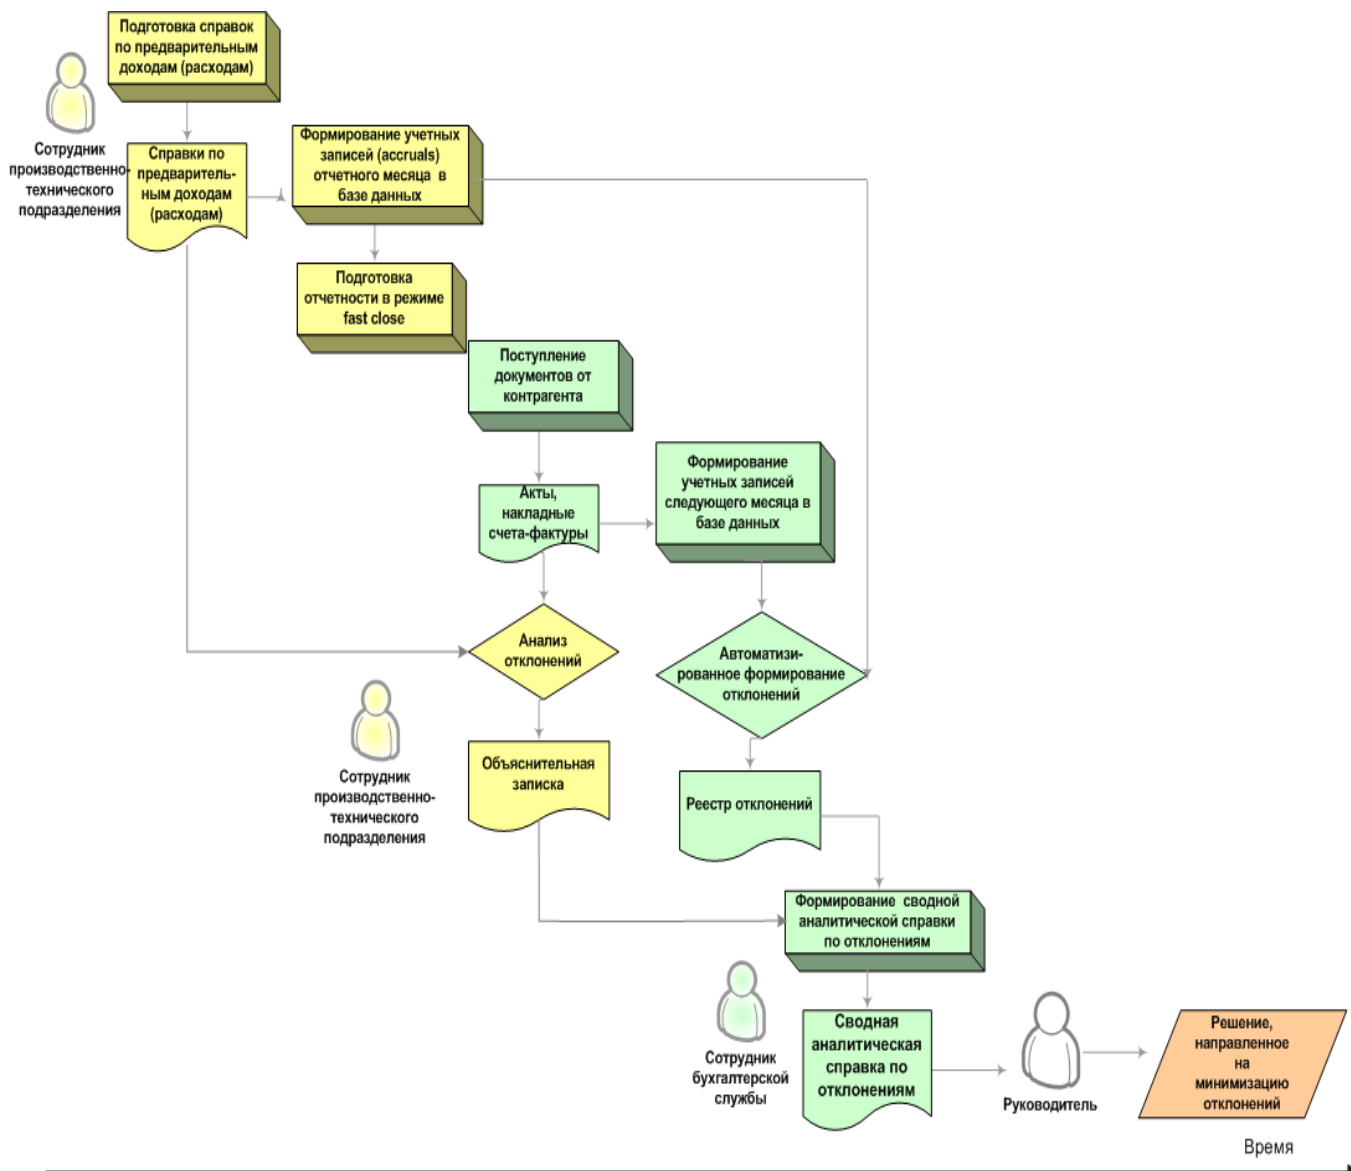 Подготовка справок
по предварительным
доходам (расходам)
Сотрудник
производственно-
технического
подразделения
Справки по
предваритель-
ным доходам
(расходам)
Формирование учетных
записей (accruals)
отчетного месяца в
базе данных
Подготовка
отчетности в режиме
fast close
Поступление
документов от
контрагента
Акты,
накладные
счета-фактуры
Формирование
учетных записей
следующего месяца в
базе данных
Анализ
отклонений
Автоматизи-
рованное формирование
отклонений
Сотрудник
производственно-
технического
подразделения
Объяснительная
записка
Реестр отклонений
Формирование сводной
аналитической справки
по отклонениям
Сотрудник
бухгалтерской
службы
Сводная
аналитическая
справка по
отклонениям
Руководитель
Решение,
направленное
на
минимизацию
отклонений
Время